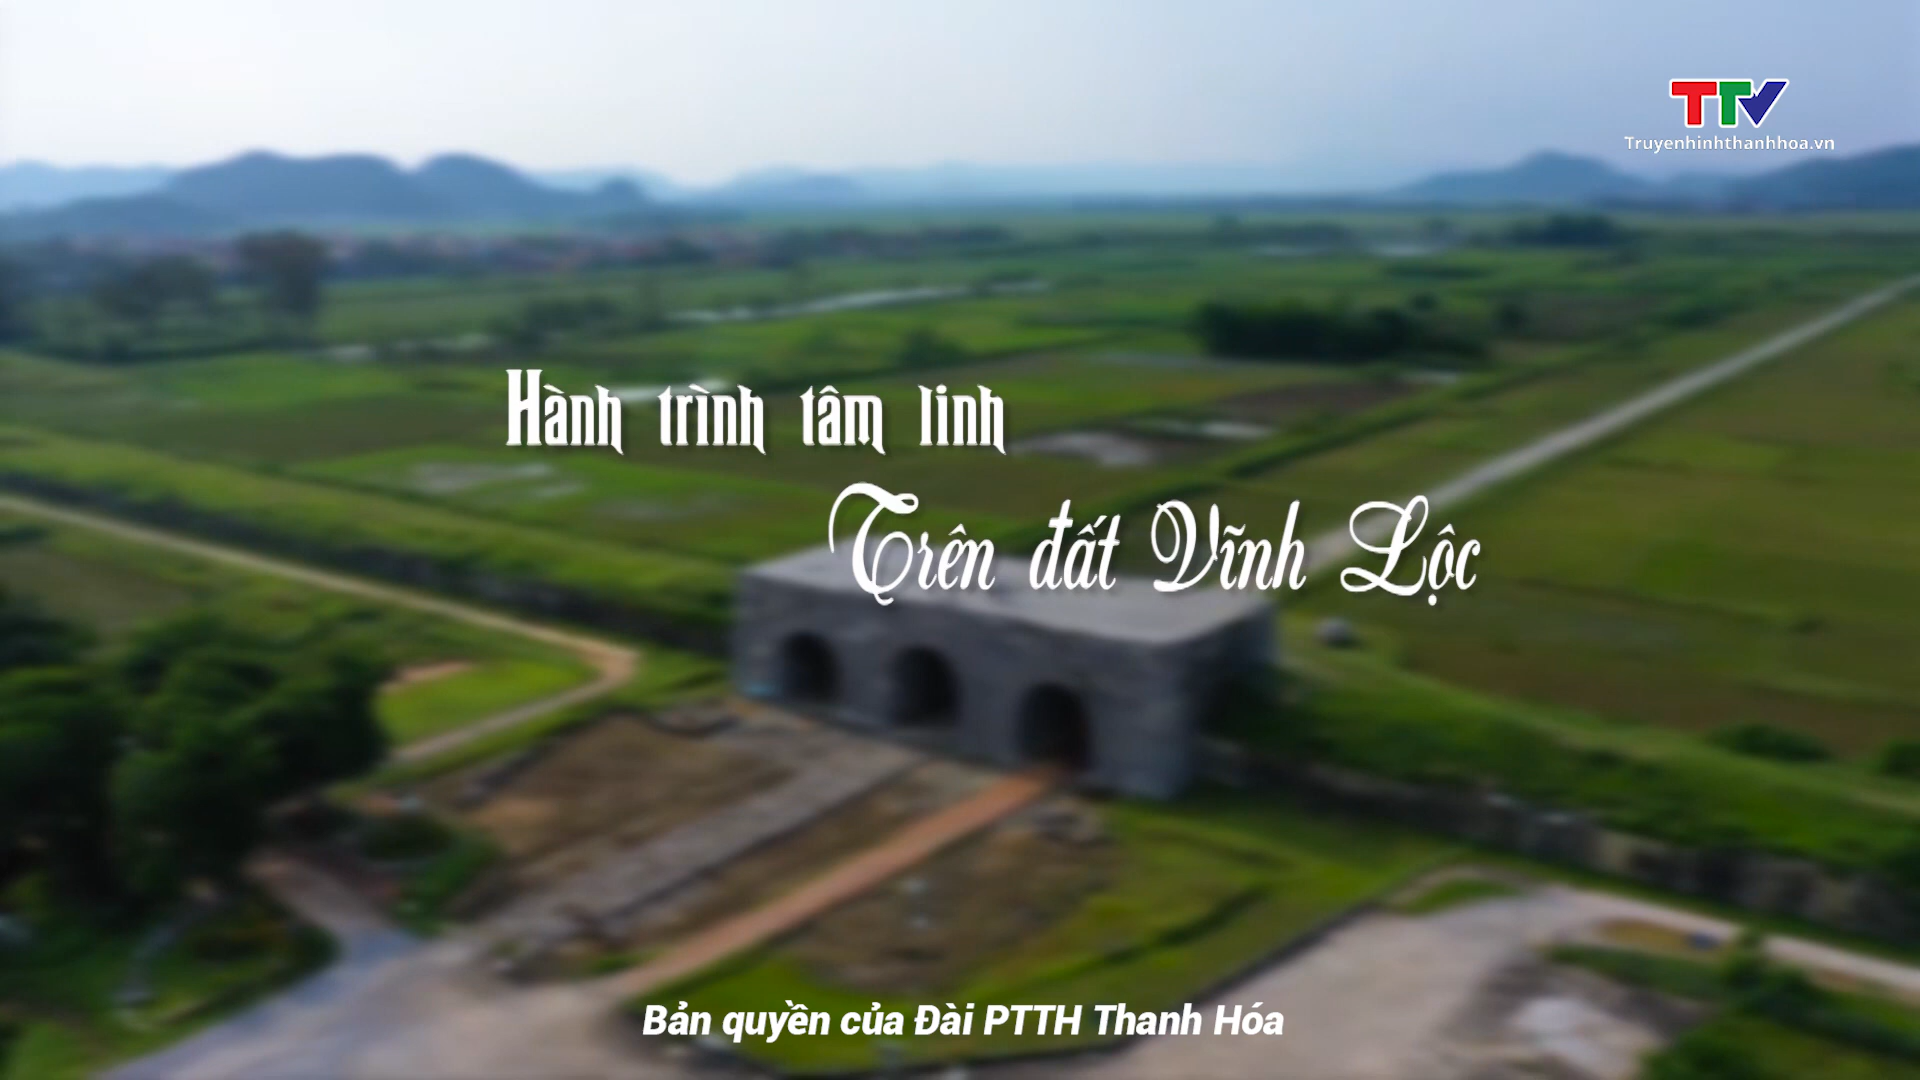 TTV
Truyenhinhthanhhoa.vn
Hành trình tâm linh
Trên đất Vĩnh Lộc
Bản quyền của Đài PTTH Thanh Hóa